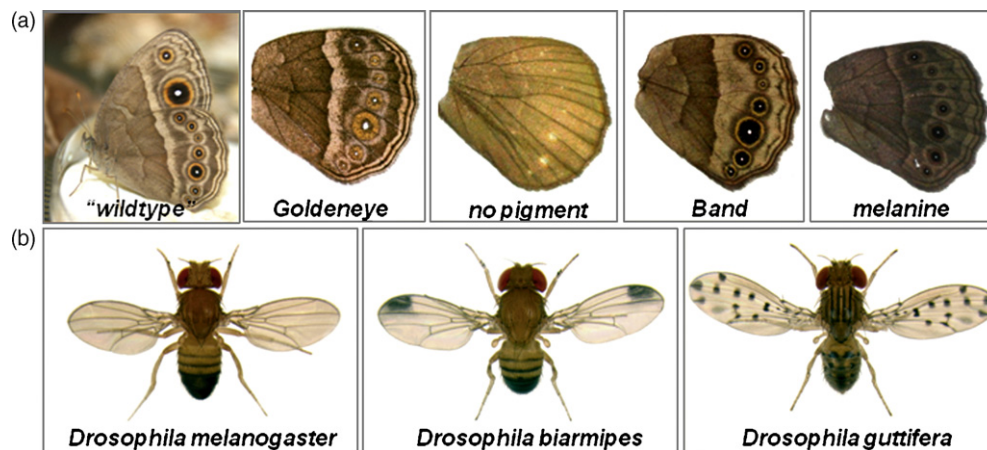 (a)
"wildtype"
Goldeneye
no pigment
Band
melanine
(b)
Drosophila melanogaster
Drosophila biarmipes
Drosophila guttifera